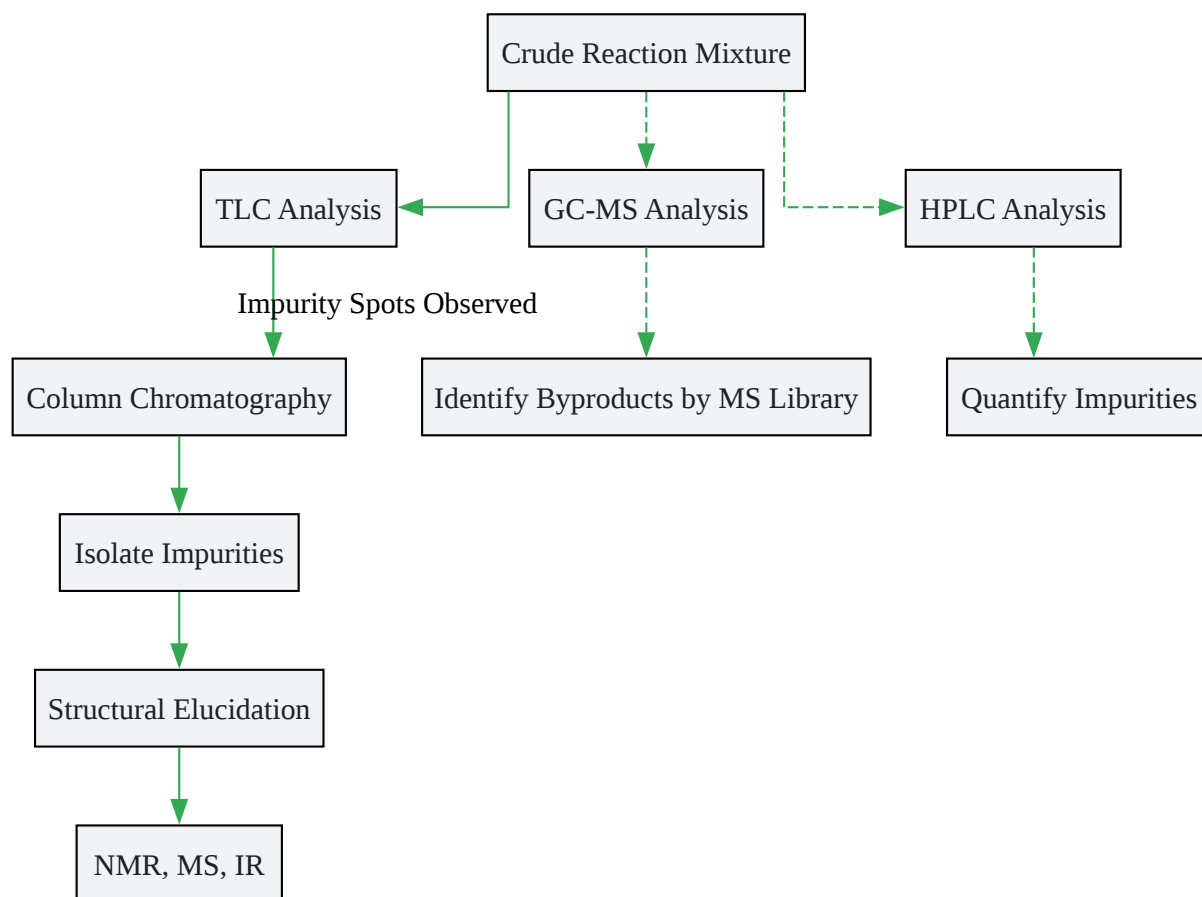 Crude Reaction Mixture
TLC Analysis
GC-MS Analysis
HPLC Analysis
Impurity Spots Observed
Column Chromatography
Identify Byproducts by MS Library
Quantify Impurities
Isolate Impurities
Structural Elucidation
NMR, MS, IR